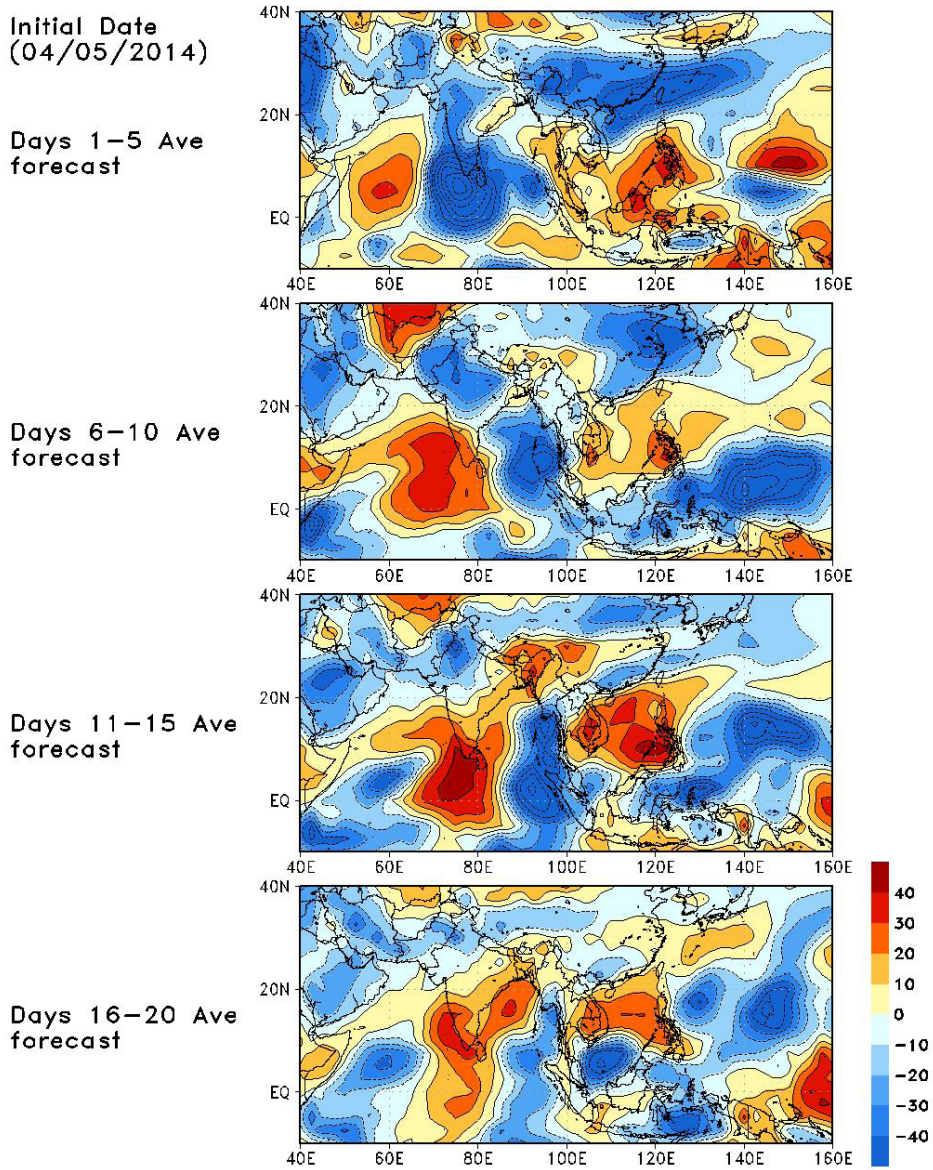 Initial Date
(04/05/2014)
40N
20N
EQ
40E 60E 80E 100E 120E 140E 160E
Days 1-5 Ave
forecast
40N
20N
EQ
40E 60E 80E 100E 120E 140E 160E
Days 6-10 Ave
forecast
40N
20N
EQ
40E 60E 80E 100E 120E 140E 160E
Days 11-15 Ave
forecast
40N
20N
EQ
40E 60E 80E 100E 120E 140E 160E
Days 16-20 Ave
forecast
40
30
20
10
0
-10
-20
-30
-40